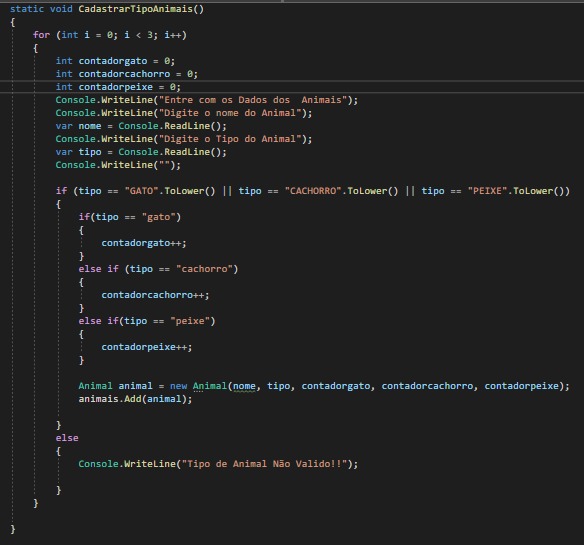 static void CadastrarTipoAnimais()
{
for (int i = 0; i < 3; i++)
{
int contadorgato = 0;
int contadorcachorro = 0;
int contadorpeixe = 0;
Console.WriteLine("Entre com os Dados dos  Animais");
Console.WriteLine("Digite o nome do Animal");
var nome = Console.ReadLine();
Console.WriteLine("Digite o Tipo do Animal");
var tipo = Console.ReadLine();
Console.WriteLine("");
if (tipo == "GATO".ToLower() || tipo == "CACHORRO".ToLower() || tipo == "PEIXE".ToLower())
{
if(tipo == "gato")
{
contadorgato++;
}
else if (tipo == "cachorro")
{
contadorcachorro++;
}
else if(tipo == "peixe")
{
contadorpeixe++;
}
Animal animal = new Animal(nome, tipo, contadorgato, contadorcachorro, contadorpeixe);
animais.Add(animal);
}
else
{
Console.WriteLine("Tipo de Animal Não Valido!!");
}
}
}